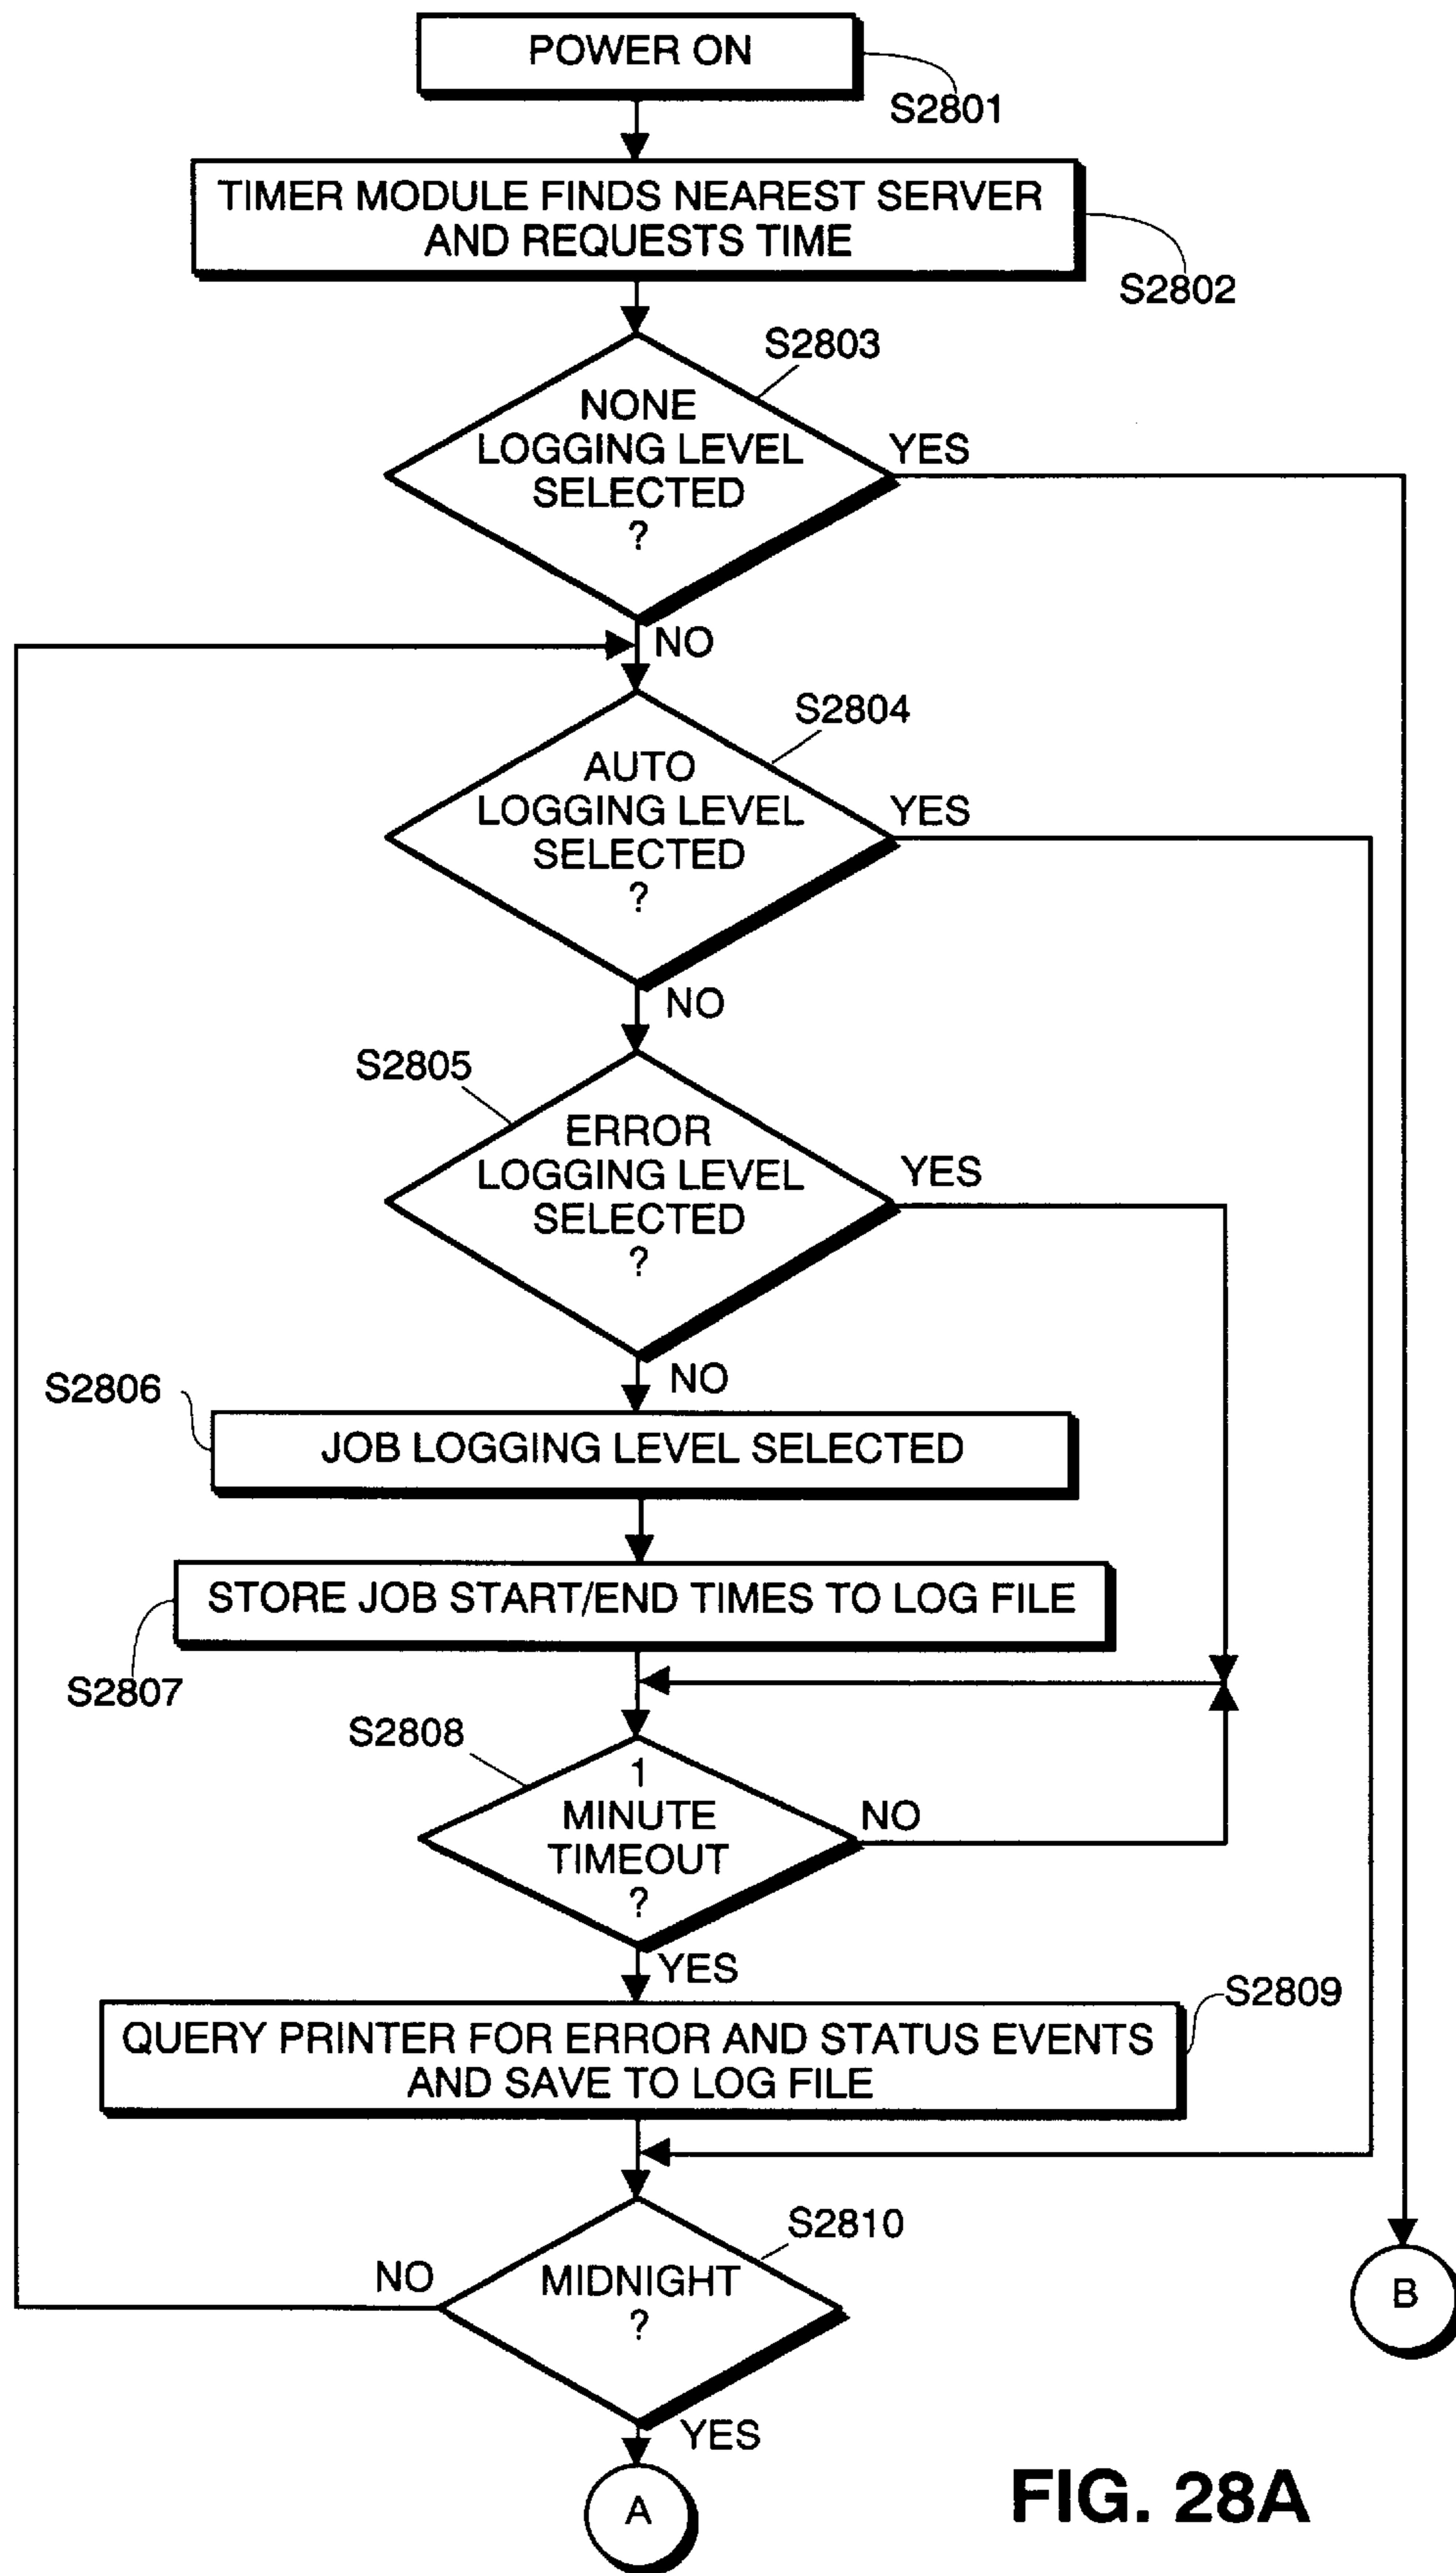 POWER ON
S2801
TIMER MODULE FINDS NEAREST SERVER
AND REQUESTS TIME
S2802
S2803
NONE
LOGGING LEVEL
SELECTED
?
YES
NO
S2804
AUTO
LOGGING LEVEL
SELECTED
?
YES
NO
S2805
ERROR
LOGGING LEVEL
SELECTED
?
YES
NO
S2806
JOB LOGGING LEVEL SELECTED
STORE JOB START/END TIMES TO LOG FILE
S2807
S2808
1
MINUTE
TIMEOUT
?
NO
YES
S2809
QUERY PRINTER FOR ERROR AND STATUS EVENTS
AND SAVE TO LOG FILE
S2810
NO
MIDNIGHT
?
B
YES
A
FIG. 28A